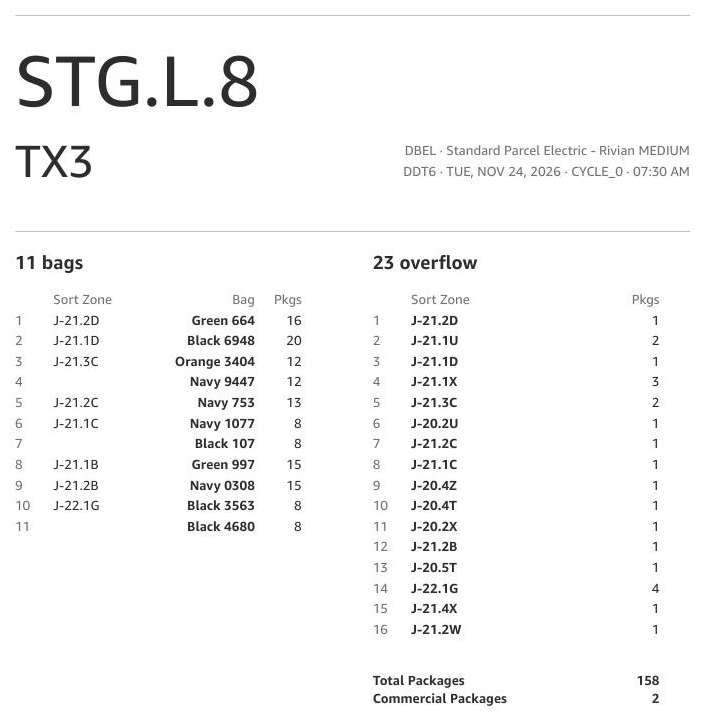 STG.L.8
TX3
DBEL · Standard Parcel Electric - Rivian MEDIUM
DDT6 · TUE, NOV 24, 2026 · CYCLE_0 · 07:30 AM
11 bags
Sort Zone Bag Pkgs
1 J-21.2D Green 664 16
2 J-21.1D Black 6948 20
3 J-21.3C Orange 3404 12
4 Navy 9447 12
5 J-21.2C Navy 753 13
6 J-21.1C Navy 1077 8
7 Black 107 8
8 J-21.1B Green 997 15
9 J-21.2B Navy 0308 15
10 J-22.1G Black 3563 8
11 Black 4680 8
23 overflow
Sort Zone Pkgs
1 J-21.2D 1
2 J-21.1U 2
3 J-21.1D 1
4 J-21.1X 3
5 J-21.3C 2
6 J-20.2U 1
7 J-21.2C 1
8 J-21.1C 1
9 J-20.4Z 1
10 J-20.4T 1
11 J-20.2X 1
12 J-21.2B 1
13 J-20.5T 1
14 J-22.1G 4
15 J-21.4X 1
16 J-21.2W 1
Total Packages 158
Commercial Packages 2